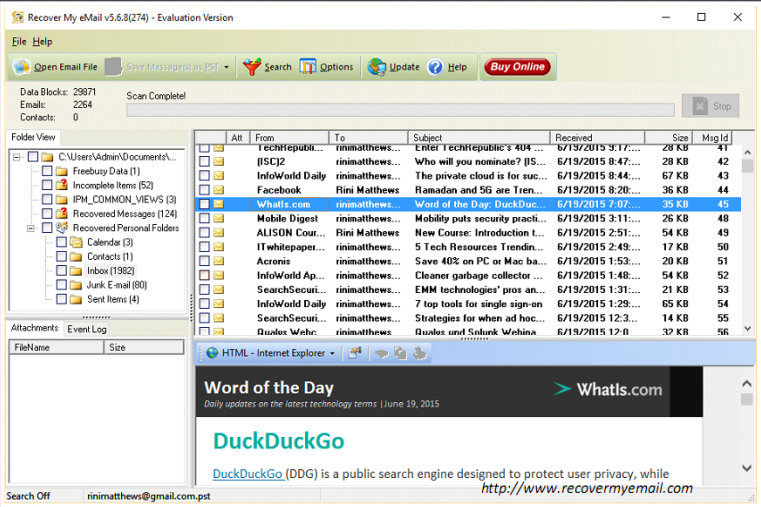 Recover My eMail v5.6.8(274) - Evaluation Version
File Help
Open Email File Save Message(s) as PST Search Options Update Help Buy Online
Data Blocks: 29871
Emails: 2264
Contacts: 0
Scan Complete!
Stop
Folder View
C:\Users\Admin\Documents\...
Freebusy Data (1)
Incomplete Items (52)
IPM_COMMON_VIEWS (3)
Recovered Messages (124)
Recovered Personal Folders
Calendar (3)
Contacts (1)
Inbox (1982)
Junk E-mail (80)
Sent Items (4)
Att From To Subject Received Size Msg Id
TechRepubli... rinimatthews... Enter TechRepublic's 404 ... 6/19/2015 9:17:... 28 KB 41
(ISC)2 rinimatthews... Who will you nominate? (IS... 6/19/2015 8:47:... 28 KB 42
InfoWorld Daily rinimatthews... The private cloud is for suc... 6/19/2015 8:44:... 67 KB 43
Facebook Rini Matthews Ramadan and 5G are Tren... 6/19/2015 8:20:... 36 KB 44
WhatIs.com rinimatthews... Word of the Day: DuckDuc... 6/19/2015 7:07:... 35 KB 45
Mobile Digest rinimatthews... Mobility puts security practi... 6/19/2015 3:11:... 26 KB 48
ALISON Cour... Rini Matthews New Course: Introduction t... 6/19/2015 2:51:... 54 KB 49
ITwhitepaper... rinimatthews... 5 Tech Resources Trendin... 6/19/2015 2:49:... 17 KB 50
Acronis rinimatthews... Save 40% on PC or Mac ba... 6/19/2015 1:53:... 20 KB 51
InfoWorld Ap... rinimatthews... Cleaner garbage collector ... 6/19/2015 1:48:... 54 KB 52
SearchSecuri... rinimatthews... EMM technologies' pros an... 6/19/2015 1:31:... 21 KB 53
InfoWorld Daily rinimatthews... 7 top tools for single sign-on 6/19/2015 1:29:... 65 KB 54
SearchSecuri... rinimatthews... Strategies for when ad hoc... 6/19/2015 12:3... 14 KB 55
Qualys Webc... rinimatthews... Qualys und Splunk Webina... 6/19/2015 12:0... 32 KB 56
Attachments Event Log
FileName Size
HTML - Internet Explorer
Word of the Day
WhatIs.com
Daily updates on the latest technology terms | June 19, 2015
DuckDuckGo
DuckDuckGo (DDG) is a public search engine designed to protect user privacy, while
http://www.recovermyemail.com
Search Off rinimatthews@gmail.com.pst